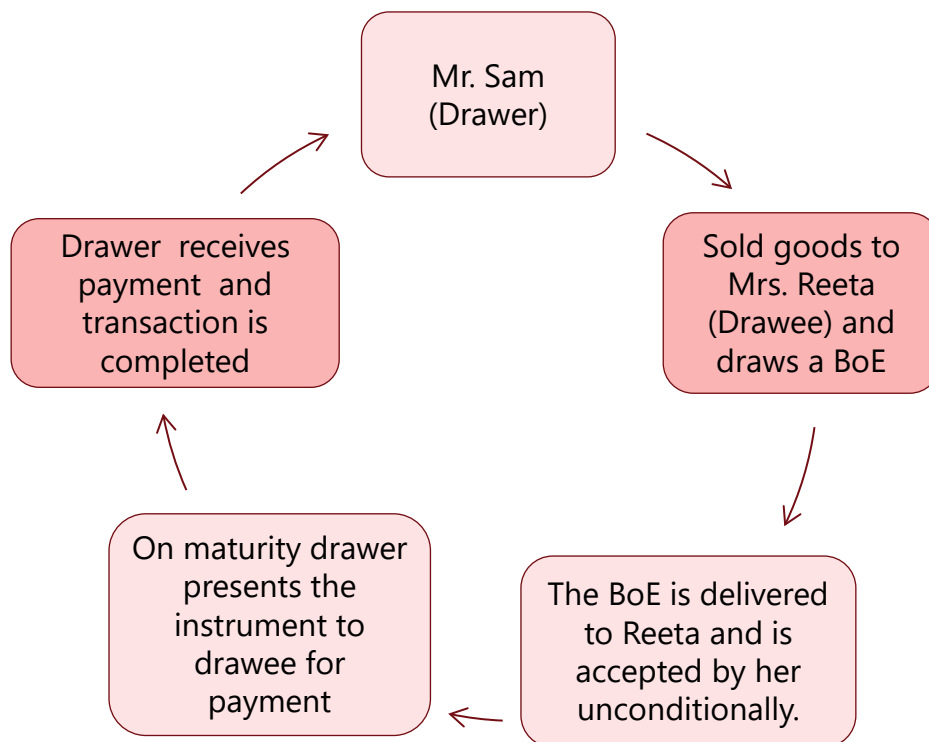 Mr. Sam
(Drawer)
Sold goods to
Mrs. Reeta
(Drawee) and
draws a BoE
The BoE is delivered
to Reeta and is
accepted by her
unconditionally.
On maturity drawer
presents the
instrument to
drawee for
payment
Drawer receives
payment and
transaction is
completed